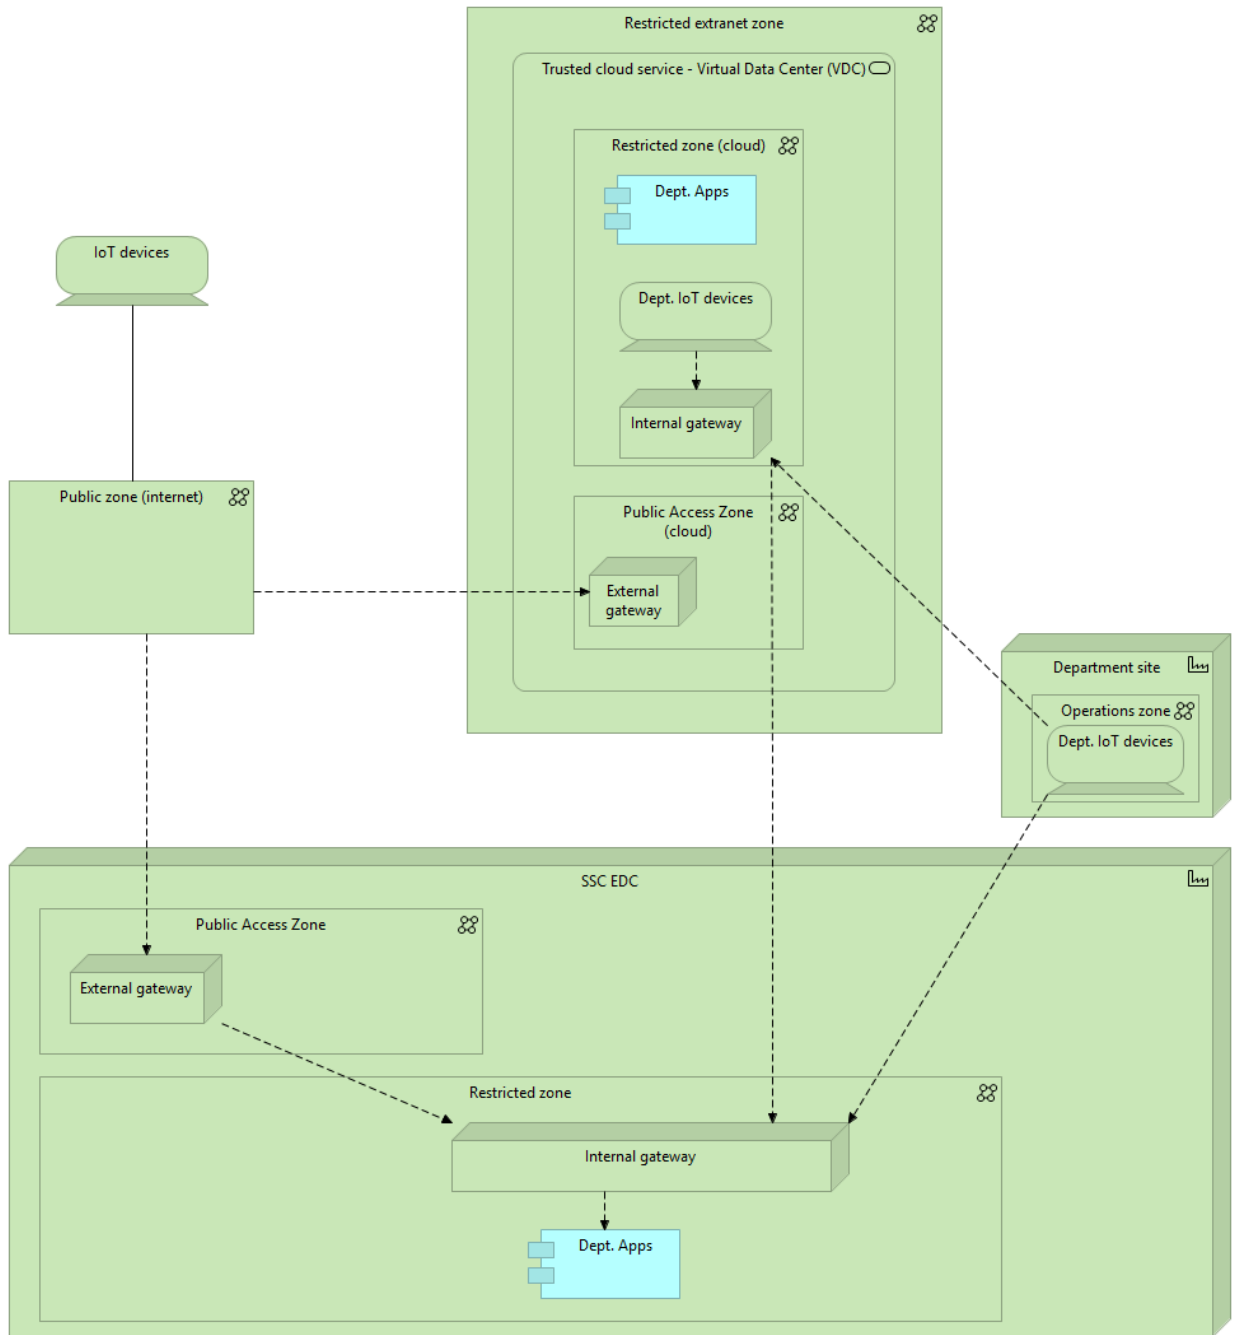 Restricted extranet zone
Trusted cloud service - Virtual Data Center (VDC)
Restricted zone (cloud)
Dept. Apps
IoT devices
Dept. IoT devices
Internal gateway
Public zone (internet)
Public Access Zone
(cloud)
External
gateway
Department site
Operations zone
Dept. IoT devices
SSC EDC
Public Access Zone
External gateway
Restricted zone
Internal gateway
Dept. Apps